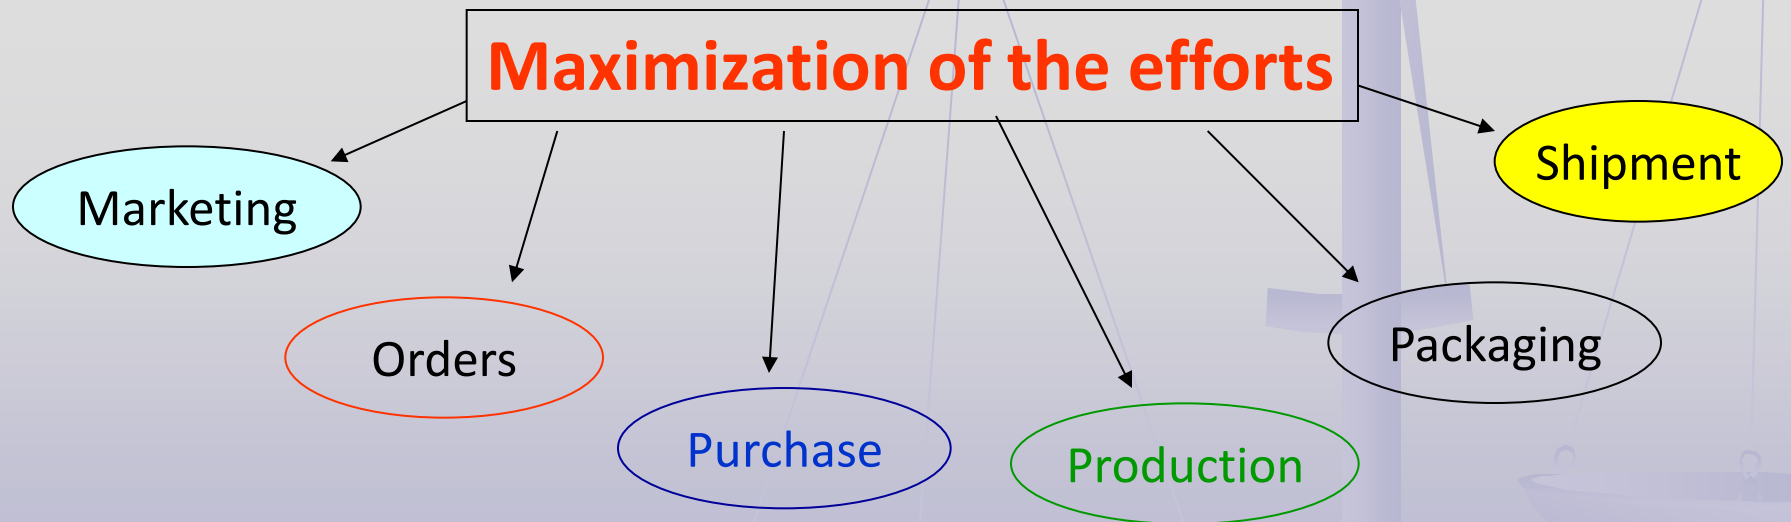 Maximization of the efforts
Marketing
Orders
Purchase
Production
Packaging
Shipment